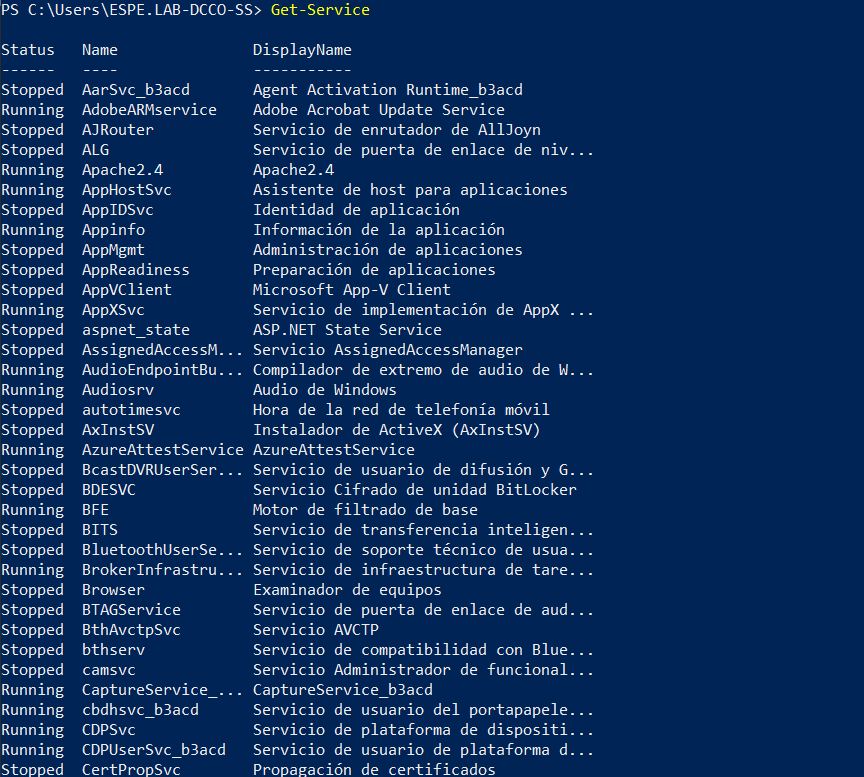 PS C:\Users\ESPE.LAB-DCCO-SS> Get-Service
Status   Name               DisplayName
------   ----               -----------
Stopped  AarSvc_b3acd       Agent Activation Runtime_b3acd
Running  AdobeARMservice    Adobe Acrobat Update Service
Stopped  AJRouter           Servicio de enrutador de AllJoyn
Stopped  ALG                Servicio de puerta de enlace de niv...
Running  Apache2.4          Apache2.4
Running  AppHostSvc         Asistente de host para aplicaciones
Stopped  AppIDSvc           Identidad de aplicación
Running  Appinfo            Información de la aplicación
Stopped  AppMgmt            Administración de aplicaciones
Stopped  AppReadiness       Preparación de aplicaciones
Stopped  AppVClient         Microsoft App-V Client
Running  AppXSvc            Servicio de implementación de AppX ...
Stopped  aspnet_state       ASP.NET State Service
Stopped  AssignedAccessM... Servicio AssignedAccessManager
Running  AudioEndpointBu... Compilador de extremo de audio de W...
Running  Audiosrv           Audio de Windows
Stopped  autotimesvc        Hora de la red de telefonía móvil
Stopped  AxInstSV           Instalador de ActiveX (AxInstSV)
Running  AzureAttestService AzureAttestService
Stopped  BcastDVRUserSer... Servicio de usuario de difusión y G...
Stopped  BDESVC             Servicio Cifrado de unidad BitLocker
Running  BFE                Motor de filtrado de base
Stopped  BITS               Servicio de transferencia inteligen...
Stopped  BluetoothUserSe... Servicio de soporte técnico de usua...
Running  BrokerInfrastru... Servicio de infraestructura de tare...
Stopped  Browser            Examinador de equipos
Stopped  BTAGService        Servicio de puerta de enlace de aud...
Stopped  BthAvctpSvc        Servicio AVCTP
Stopped  bthserv            Servicio de compatibilidad con Blue...
Stopped  camsvc             Servicio Administrador de funcional...
Running  CaptureService_... CaptureService_b3acd
Running  cbdhsvc_b3acd      Servicio de usuario del portapapele...
Running  CDPSvc             Servicio de plataforma de dispositi...
Running  CDPUserSvc_b3acd   Servicio de usuario de plataforma d...
Stopped  CertPropSvc        Propagación de certificados